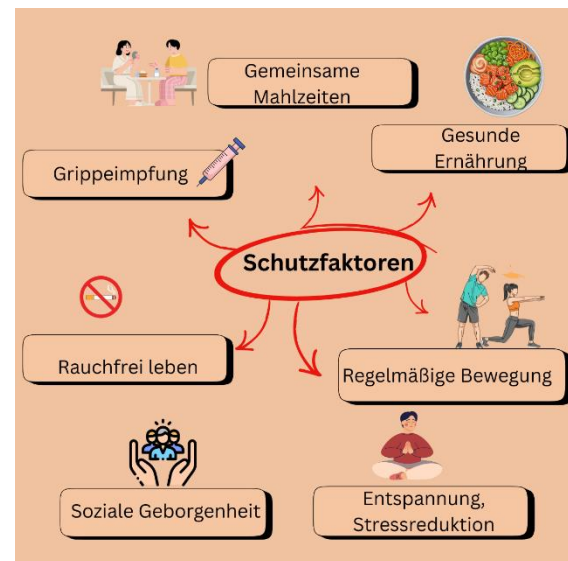 Gemeinsame
Mahlzeiten
Gesunde
Ernährung
Grippeimpfung
Schutzfaktoren
Rauchfrei leben
Regelmäßige Bewegung
Soziale Geborgenheit
Entspannung,
Stressreduktion